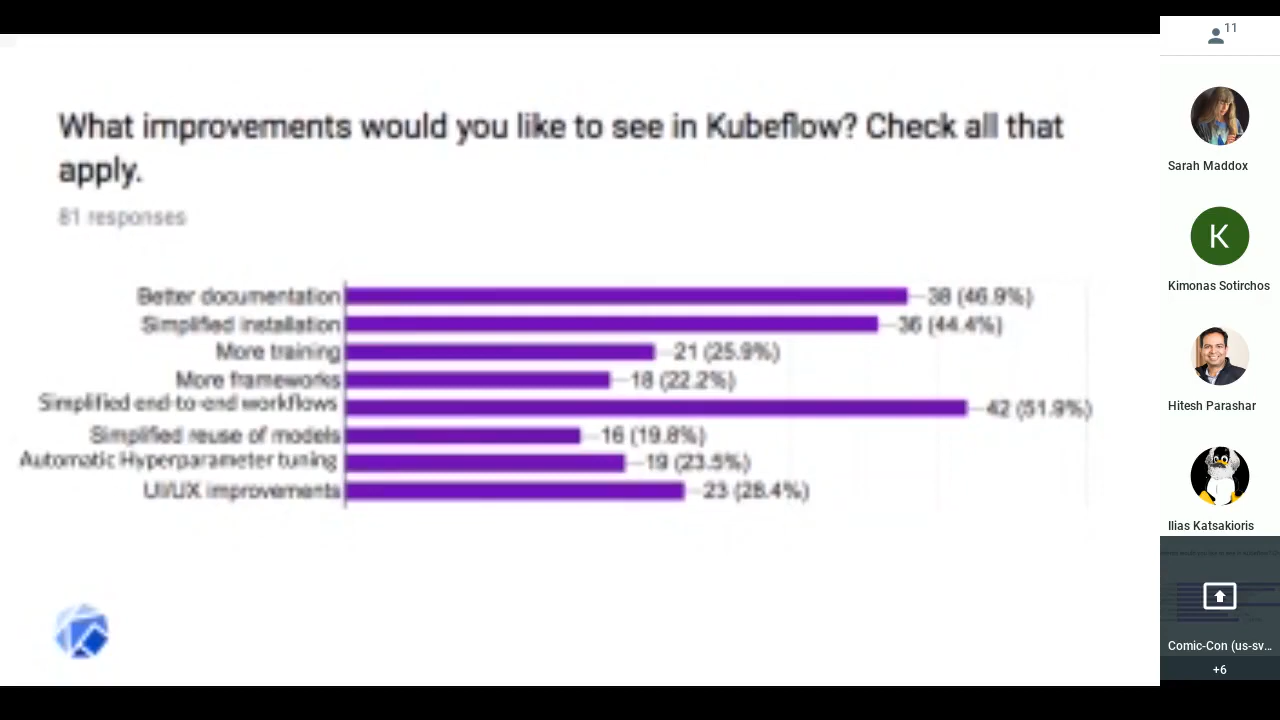 What improvements would you like to see in Kubeflow? Check all that
apply.
81 responses
Better documentation 38 (46.9%)
Simplified installation 36 (44.4%)
More training 21 (25.9%)
More frameworks 18 (22.2%)
Simplified end-to-end workflows 42 (51.9%)
Simplified reuse of models 16 (19.8%)
Automatic Hyperparameter tuning 19 (23.5%)
UI/UX improvements 23 (28.4%)
11
Sarah Maddox
K
Kimonas Sotirchos
Hitesh Parashar
Ilias Katsakioris
Comic-Con (us-sv...
+6